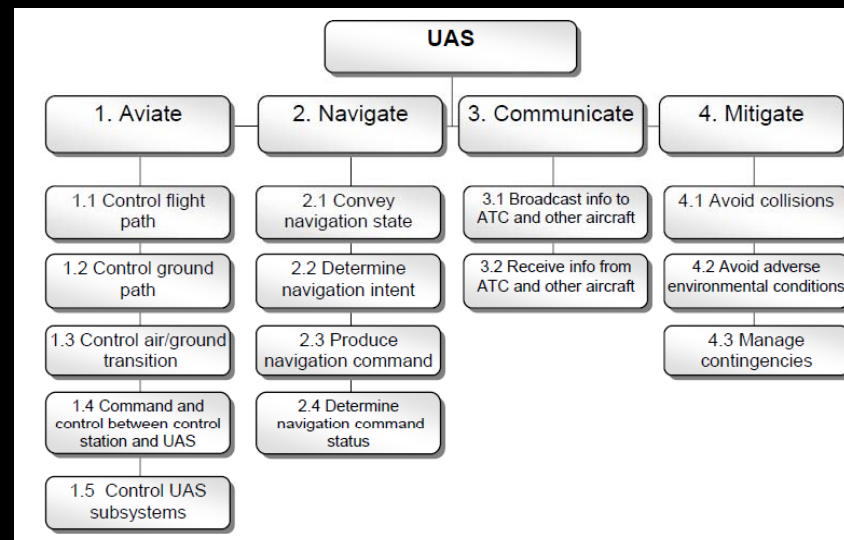 UAS
1. Aviate
2. Navigate
3. Communicate
4. Mitigate
1.1 Control flight
path
1.2 Control ground
path
1.3 Control air/ground
transition
1.4 Command and
control between control
station and UAS
1.5 Control UAS
subsystems
2.1 Convey
navigation state
2.2 Determine
navigation intent
2.3 Produce
navigation command
2.4 Determine
navigation command
status
3.1 Broadcast info to
ATC and other aircraft
3.2 Receive info from
ATC and other aircraft
4.1 Avoid collisions
4.2 Avoid adverse
environmental conditions
4.3 Manage
contingencies